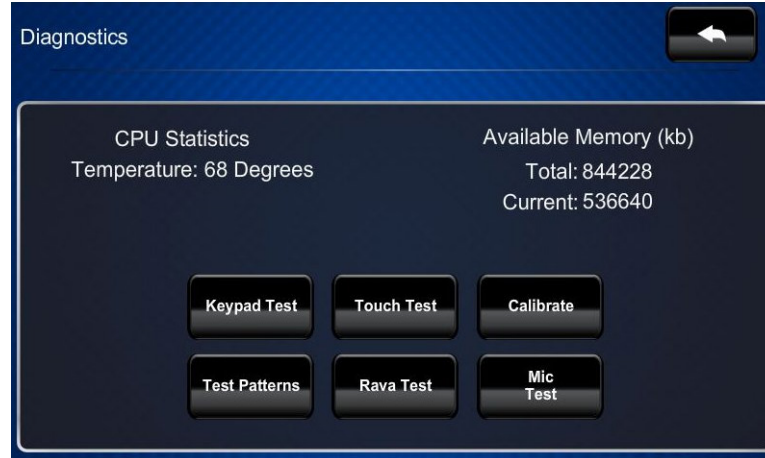 Diagnostics
CPU Statistics
Temperature: 68 Degrees
Available Memory (kb)
Total: 844228
Current: 536640
Keypad Test
Touch Test
Calibrate
Test Patterns
Rava Test
Mic
Test